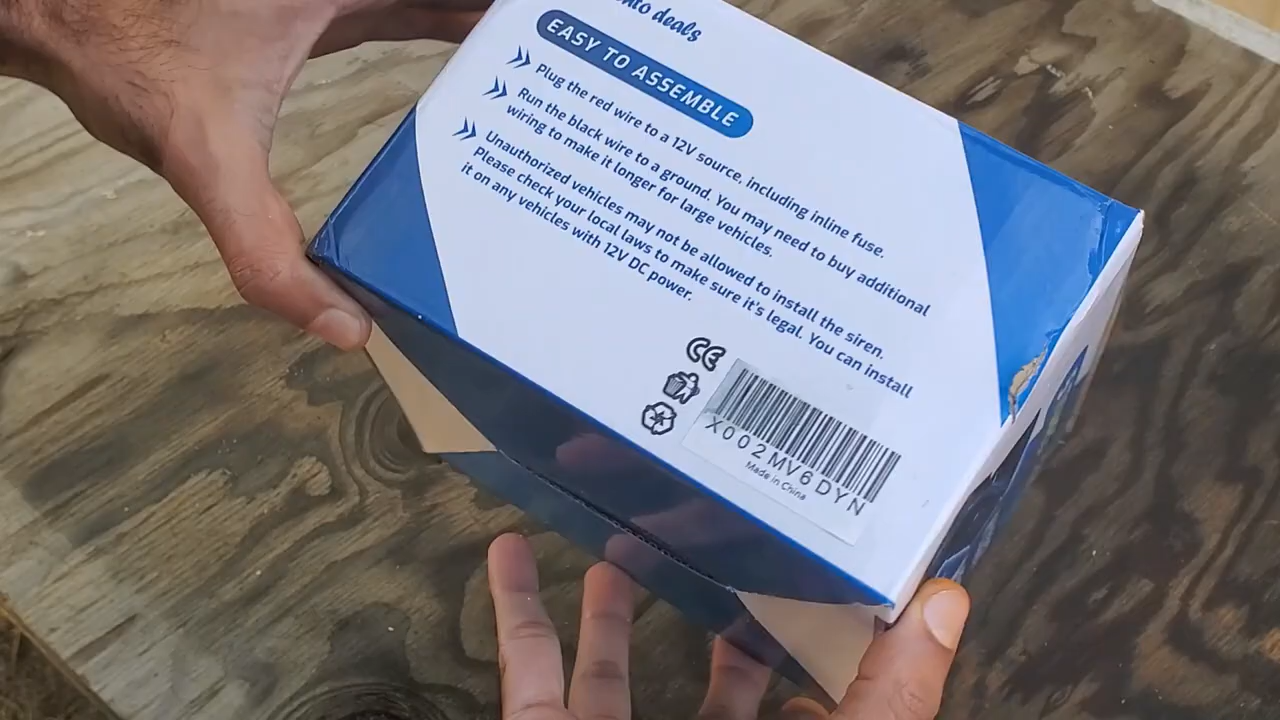 deals
EASY TO ASSEMBLE
Plug the red wire to a 12V source, including inline fuse.
Run the black wire to a ground. You may need to buy additional
wiring to make it longer for large vehicles.
Unauthorized vehicles may not be allowed to install the siren.
Please check your local laws to make sure it's legal. You can install
it on any vehicles with 12V DC power.
CE
X002MV6DYN
Made in China